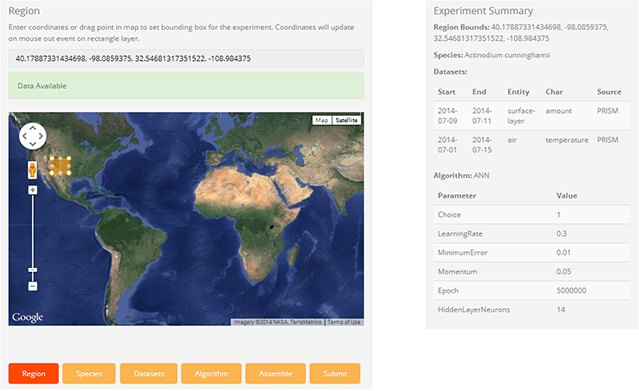 Region
Enter coordinates or drag point in map to set bounding box for the experiment. Coordinates will update
on mouse out event on rectangle layer.
40.17887331434698, -98.0859375, 32.54681317351522, -108.984375
Data Available
Map Satellite
Google
Imagery ©2014 NASA, TerraMetrics Terms of Use
Region Species Datasets Algorithm Assemble Submit
Experiment Summary
Region Bounds: 40.17887331434698, -98.0859375,
32.54681317351522, -108.984375
Species: Actinodium cunninghamii
Datasets:
Start End Entity Char Source
2014- 2014- surface- amount PRISM
07-09 07-11 layer
2014- 2014- air temperature PRISM
07-01 07-15
Algorithm: ANN
Parameter Value
Choice 1
LearningRate 0.3
MinimumError 0.01
Momentum 0.05
Epoch 5000000
HiddenLayerNeurons 14